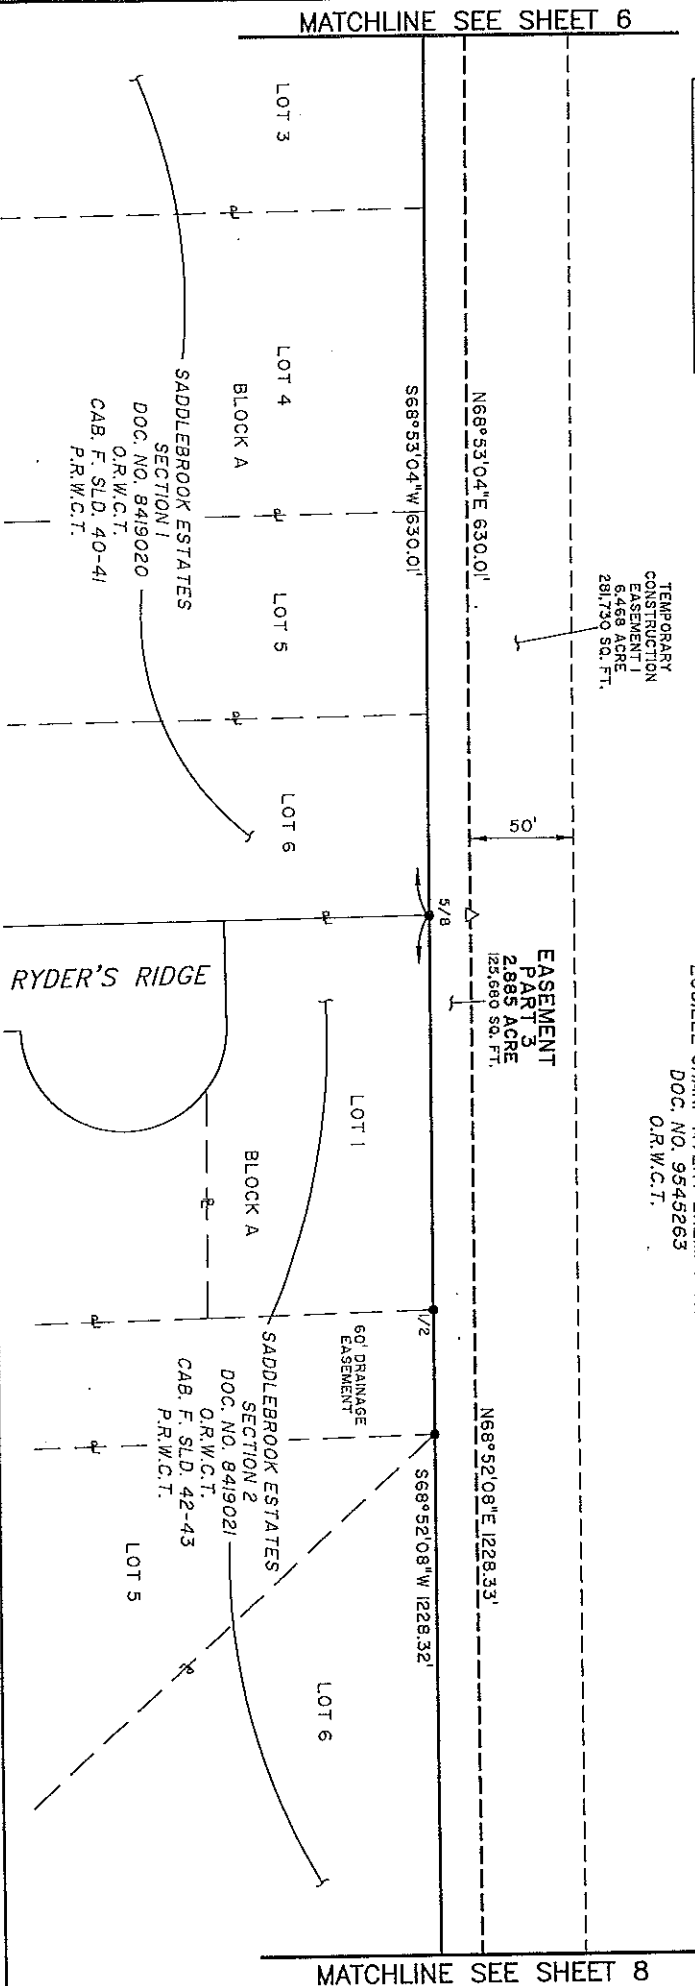 MATCHLINE SEE SHEET 6
LOT 3
LOT 4
BLOCK A
SADDLEBROOK ESTATES
SECTION 1
DOC. NO. 8419020
O.R.W.C.T.
CAB. F. SLD. 40-41
P.R.W.C.T.
LOT 5
LOT 6
S68°53'04"W 630.01'
N68°53'04"E 630.01'
TEMPORARY
CONSTRUCTION
EASEMENT 1
6.468 ACRE
281,730 SQ. FT.
50'
5/8
EASEMENT
PART 3
2.885 ACRE
125,680 SQ. FT.
DOC. NO. 9545263
O.R.W.C.T.
RYDER'S RIDGE
LOT 1
BLOCK A
1/2
60' DRAINAGE
EASEMENT
SADDLEBROOK ESTATES
SECTION 2
DOC. NO. 8419021
O.R.W.C.T.
CAB. F. SLD. 42-43
P.R.W.C.T.
N68°52'08"E 1228.33'
S68°52'08"W 1228.32'
LOT 5
LOT 6
MATCHLINE SEE SHEET 8